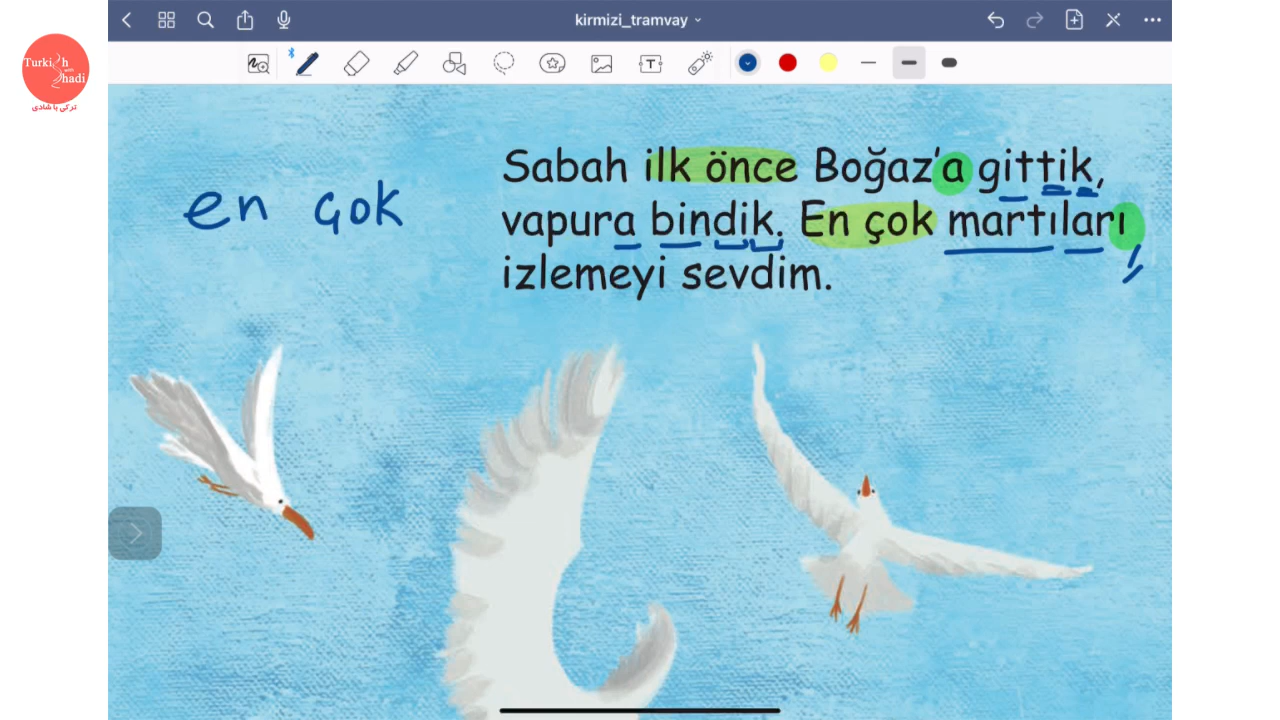 kirmizi_tramvay
Turkish
with
Shadi
ترکی با شادی
Sabah ilk önce Boğaz'a gittik,
vapura bindik. En çok martıları
izlemeyi sevdim.
en çok